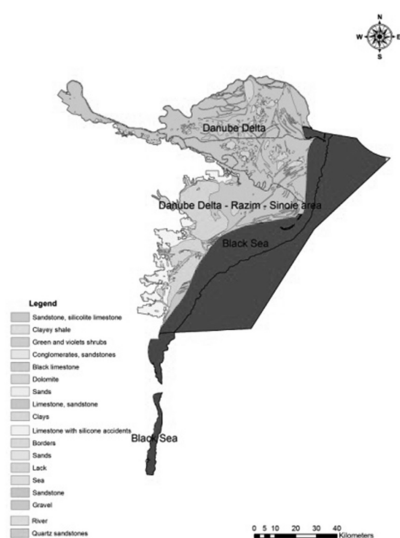 N
W E
S
Danube Delta
Danube Delta - Razim - Sinoie area
Black Sea
Black Sea
Legend
Sandstone, silicolite limestone
Clayey shale
Green and violets shrubs
Conglomerates, sandstones
Black limestone
Dolomite
Sands
Limestone, sandstone
Clays
Limestone with silicone accidents
Borders
Sands
Lack
Sea
Sandstone
Gravel
River
Quartz sandstones
0 5 10 20 30 40
Kilometers